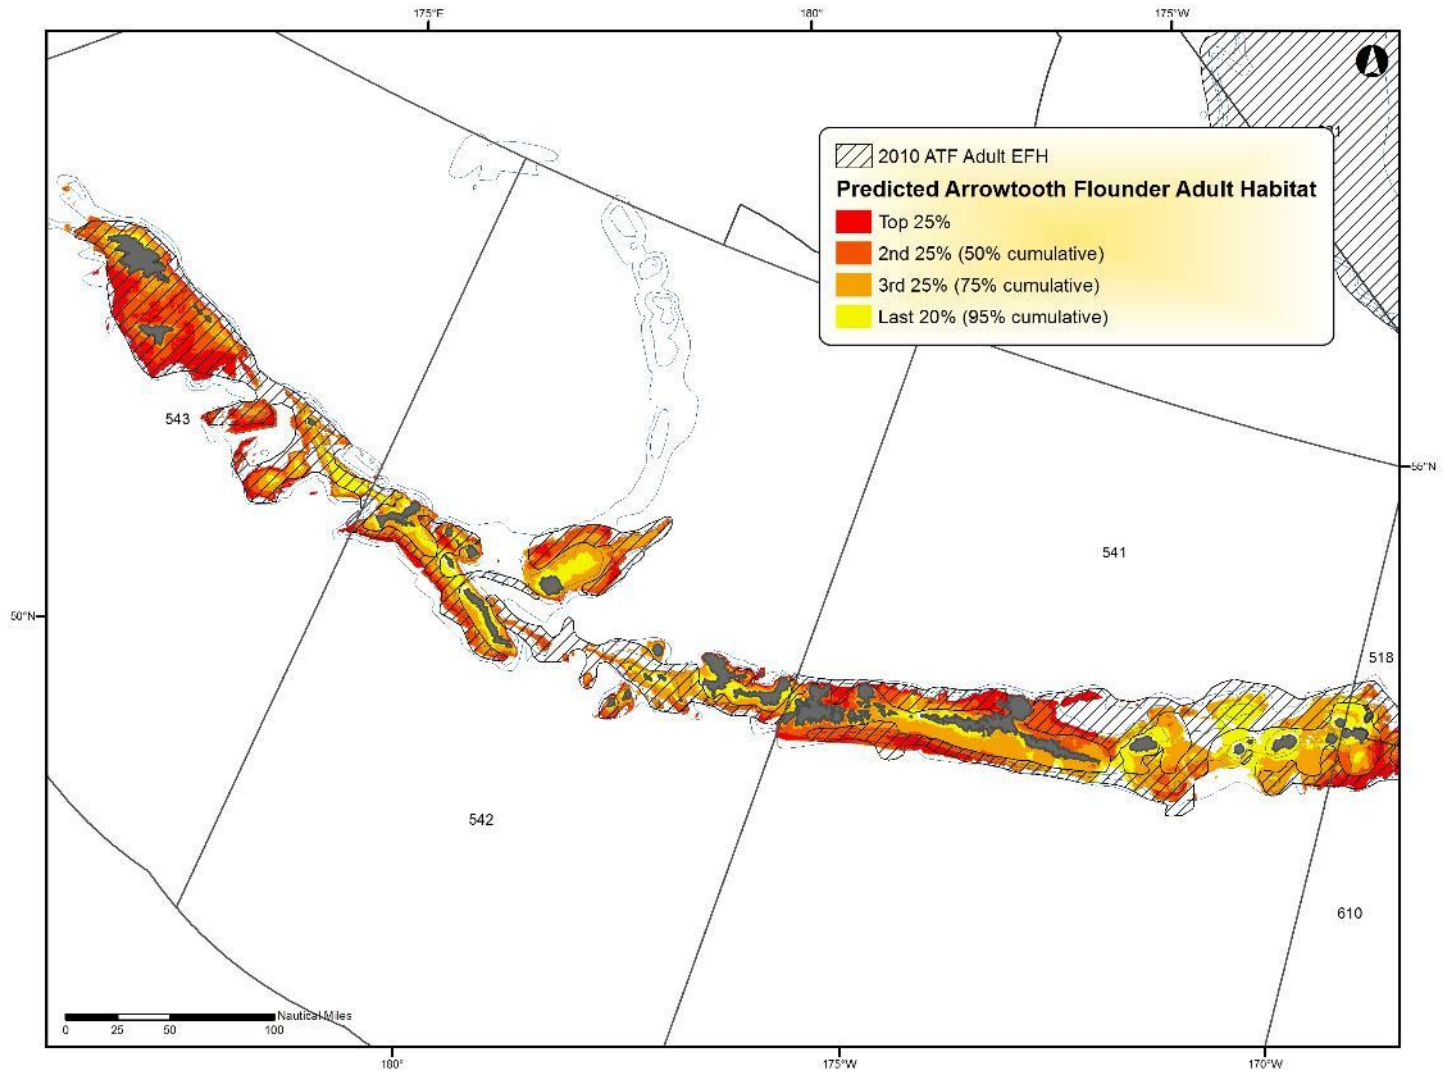 175°E
180°
175°W
2010 ATF Adult EFH
Predicted Arrowtooth Flounder Adult Habitat
Top 25%
2nd 25% (50% cumulative)
3rd 25% (75% cumulative)
Last 20% (95% cumulative)
543
55°N
541
50°N
518
542
610
Nautical Miles
0 25 50 100
180°
175°W
170°W